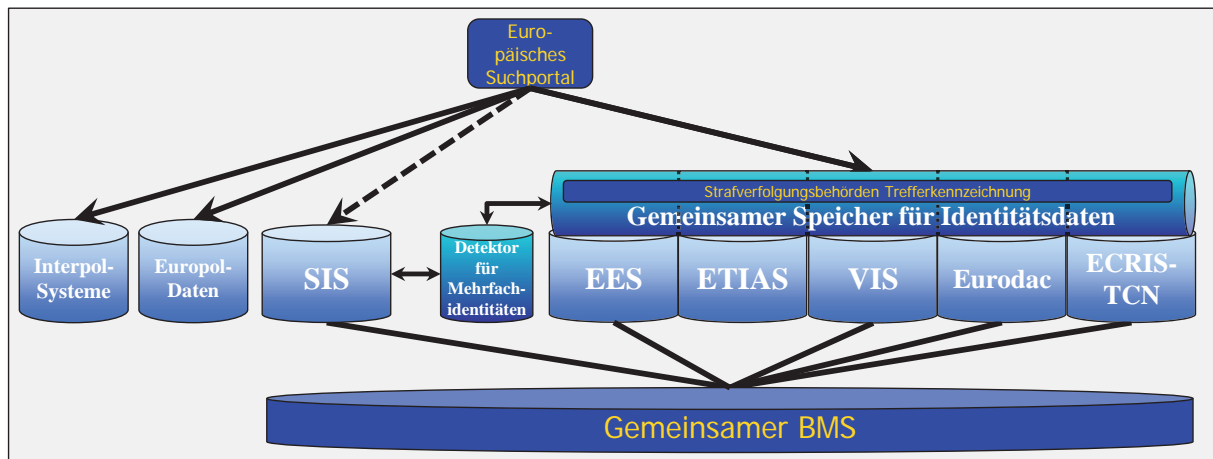 Euro-
päisches
Suchportal
Strafverfolgungsbehörden Trefferkennzeichnung
Gemeinsamer Speicher für Identitätsdaten
Interpol-
Systeme
Europol-
Daten
SIS
Detektor
für
Mehrfach-
identitäten
EES
ETIAS
VIS
Eurodac
ECRIS-
TCN
Gemeinsamer BMS